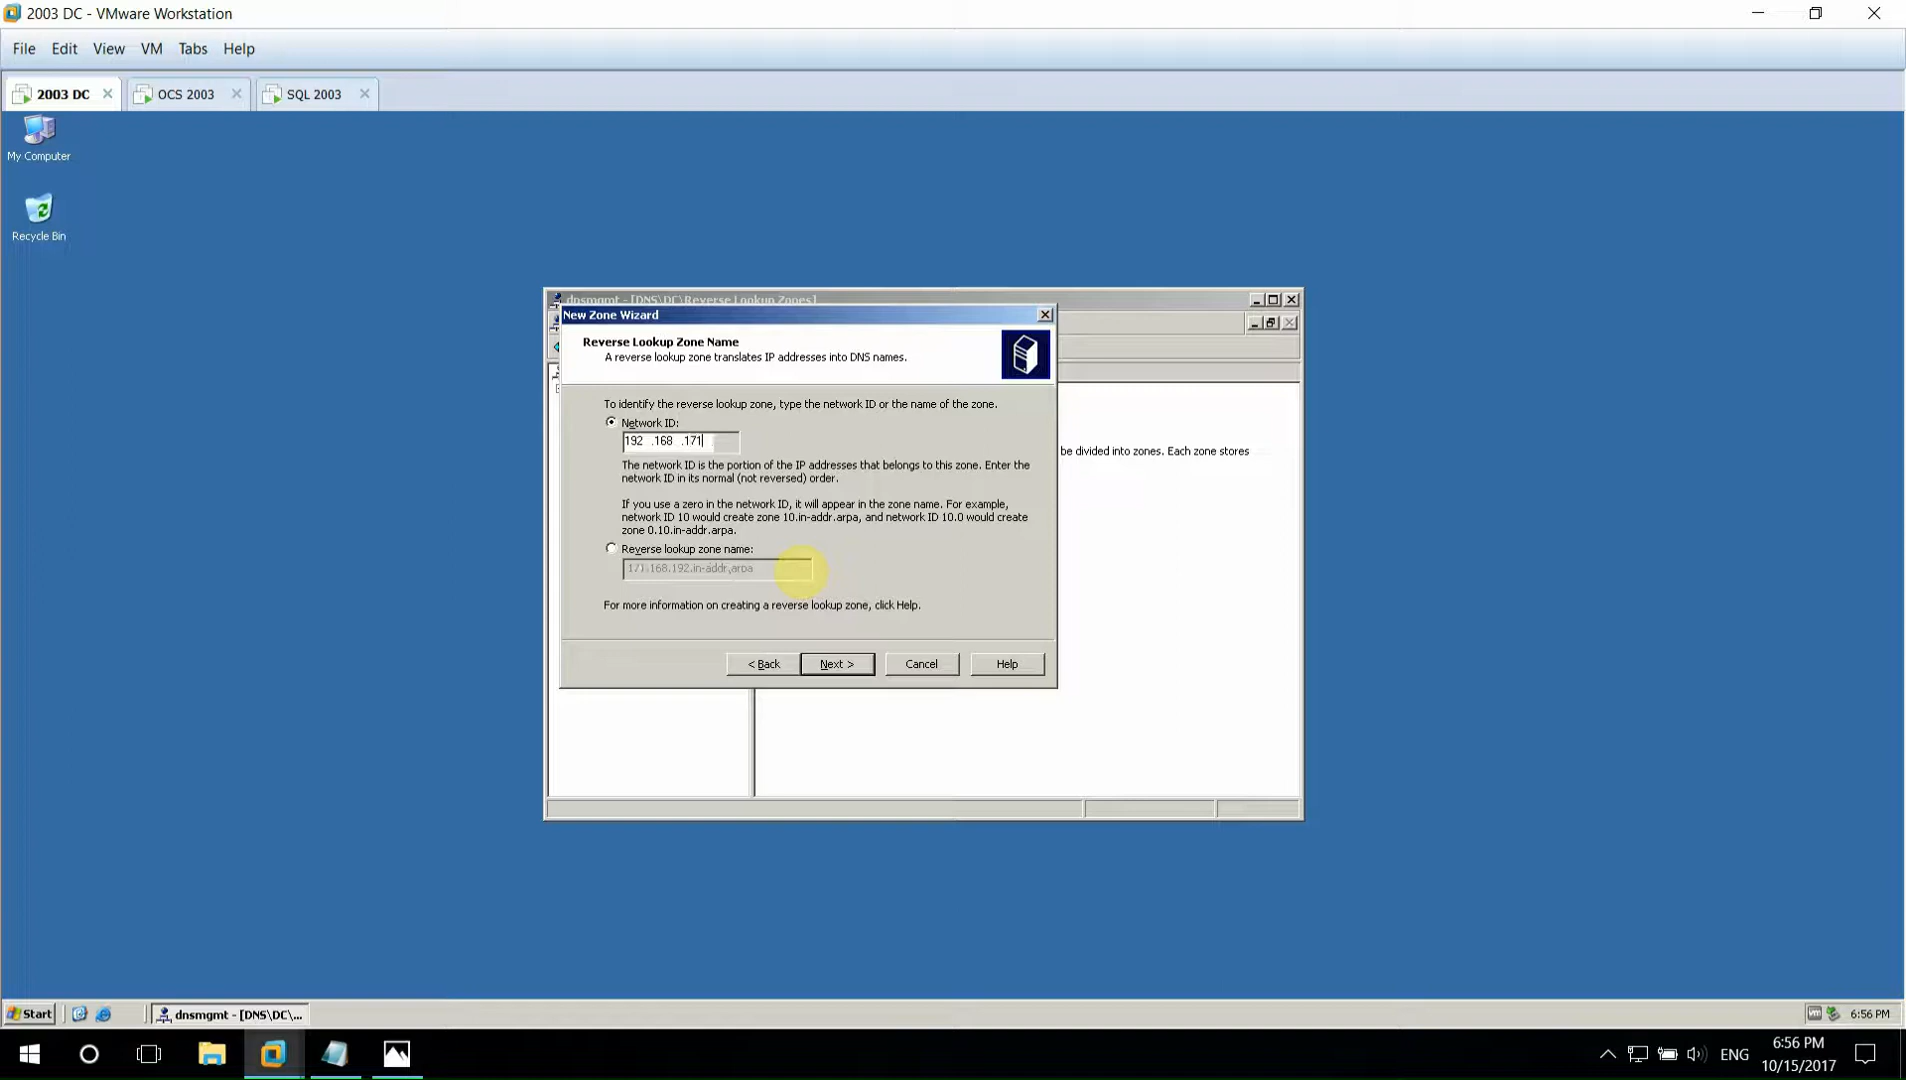 2003 DC - VMware Workstation
File Edit View VM Tabs Help
2003 DC OCS 2003 SQL 2003
My Computer
Recycle Bin
dnsmgmt - [DNS\DC\Reverse Lookup Zones]
New Zone Wizard
Reverse Lookup Zone Name
A reverse lookup zone translates IP addresses into DNS names.
To identify the reverse lookup zone, type the network ID or the name of the zone.
Network ID:
192 .168 .171
be divided into zones. Each zone stores
The network ID is the portion of the IP addresses that belongs to this zone. Enter the
network ID in its normal (not reversed) order.
If you use a zero in the network ID, it will appear in the zone name. For example,
network ID 10 would create zone 10.in-addr.arpa, and network ID 10.0 would create
zone 0.10.in-addr.arpa.
Reverse lookup zone name:
171.168.192.in-addr.arpa
For more information on creating a reverse lookup zone, click Help.
< Back Next > Cancel Help
Start dnsmgmt - [DNS\DC\... 6:56 PM
ENG 6:56 PM
10/15/2017